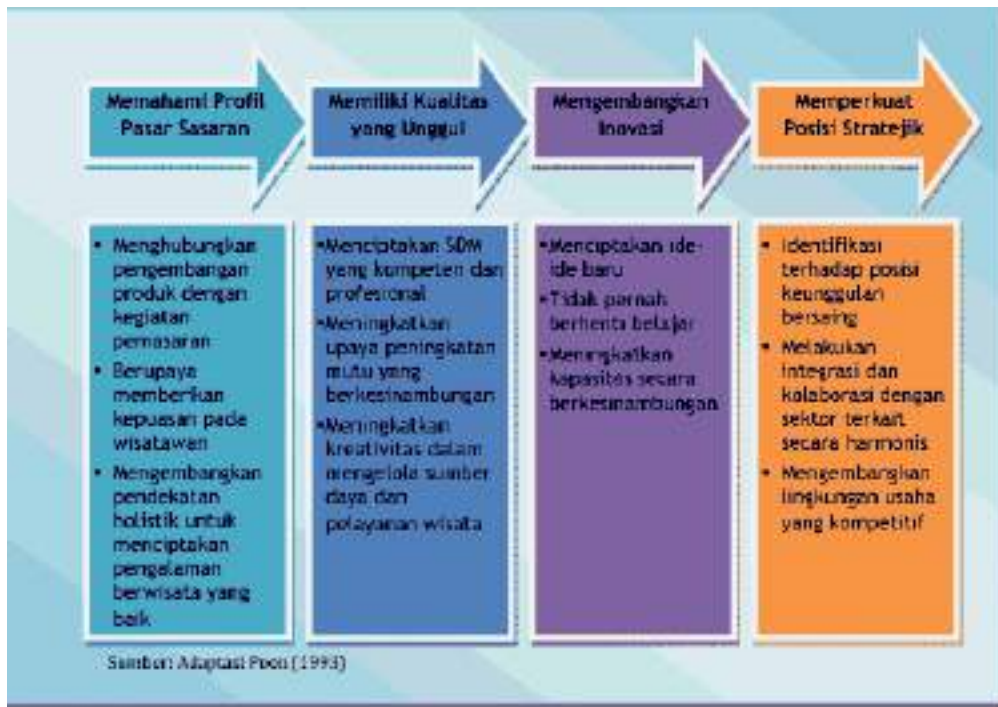 Memahami Profil
Pasar Sasaran
Memiliki Kualitas
yang Unggul
Mengembangkan
Inovasi
Memperkuat
Posisi Stratejik
• Menghubungkan
pengembangan
produk dengan
kegiatan
pemasaran
• Berupaya
memberikan
kepuasan pada
wisatawan
• Mengembangkan
pendekatan
holistik untuk
menciptakan
pengalaman
berwisata yang
baik
•Menciptakan SDM
yang kompeten dan
profesional
•Meningkatkan
upaya peningkatan
mutu yang
berkesinambungan
•Meningkatkan
kreativitas dalam
mengelola sumber
daya dan
pelayanan wisata
•Menciptakan ide-
ide baru
•Tidak pernah
berhenti belajar
•Meningkatkan
kapasitas secara
berkesinambungan
• Identifikasi
terhadap posisi
keunggulan
bersaing
• Melakukan
integrasi dan
kolaborasi dengan
sektor terkait
secara harmonis
• Mengembangkan
lingkungan usaha
yang kompetitif
Sumber: Adaptasi Poon (1993)